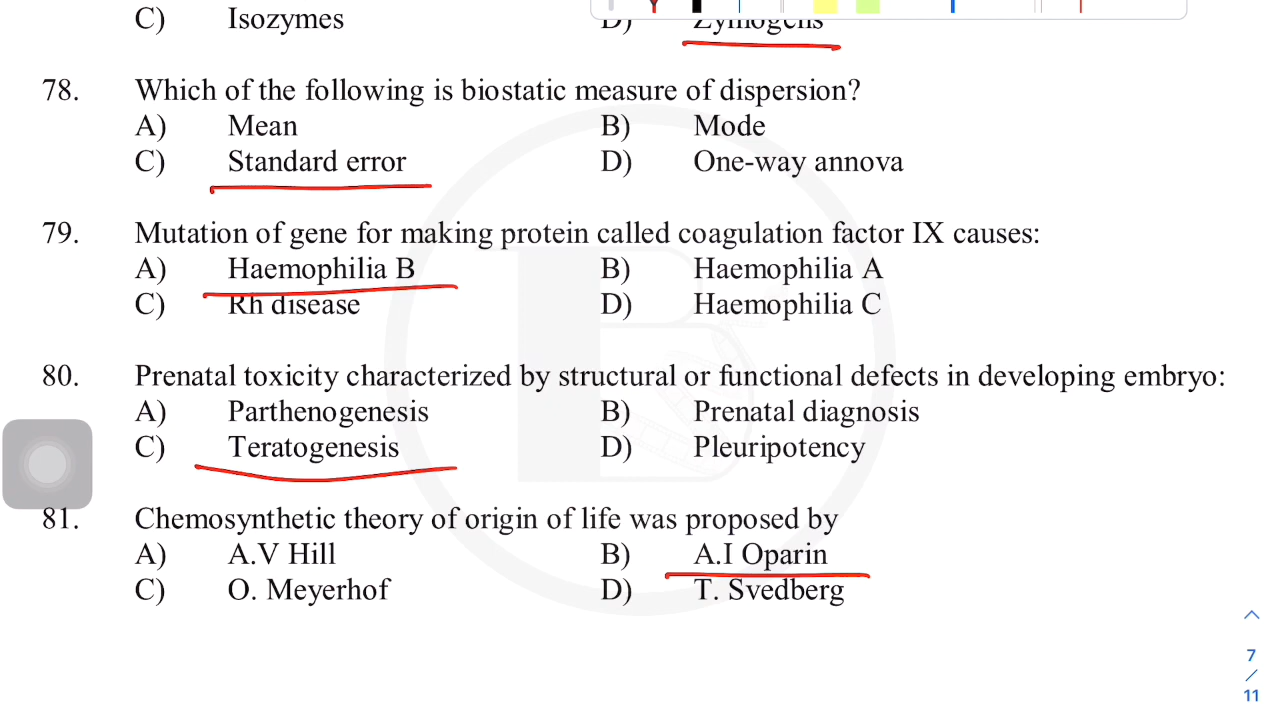 C) Isozymes D) Zymogens
78. Which of the following is biostatic measure of dispersion?
A) Mean B) Mode
C) Standard error D) One-way annova
79. Mutation of gene for making protein called coagulation factor IX causes:
A) Haemophilia B B) Haemophilia A
C) Rh disease D) Haemophilia C
80. Prenatal toxicity characterized by structural or functional defects in developing embryo:
A) Parthenogenesis B) Prenatal diagnosis
C) Teratogenesis D) Pleuripotency
81. Chemosynthetic theory of origin of life was proposed by
A) A.V Hill B) A.I Oparin
C) O. Meyerhof D) T. Svedberg
7
/
11